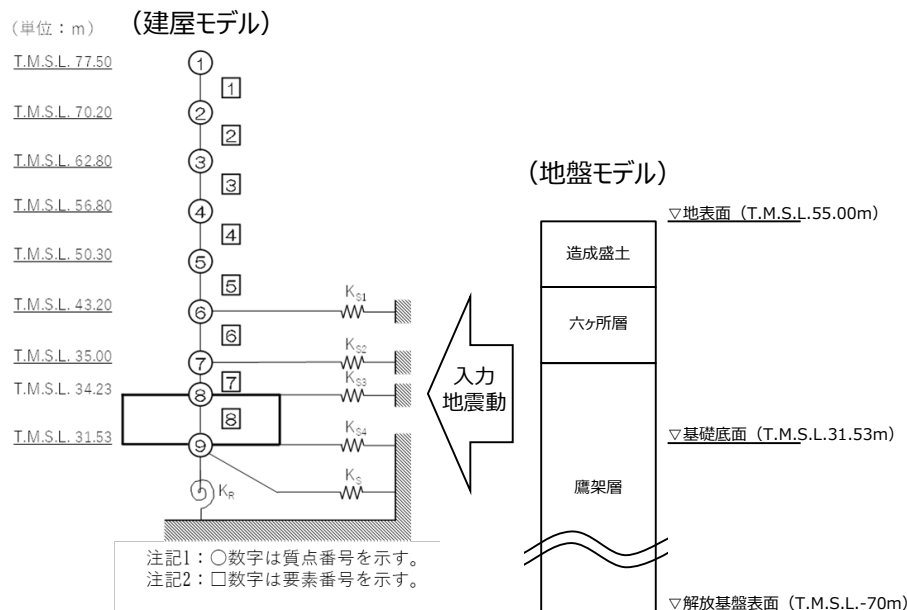 （単位：m）
（建屋モデル）
T.M.S.L. 77.50
①
1
T.M.S.L. 70.20
②
2
T.M.S.L. 62.80
③
3
T.M.S.L. 56.80
④
4
T.M.S.L. 50.30
⑤
5
T.M.S.L. 43.20
⑥
KS1
6
T.M.S.L. 35.00
⑦
KS2
7
T.M.S.L. 34.23
⑧
KS3
8
T.M.S.L. 31.53
⑨
KS4
KS
KR
注記1：○数字は質点番号を示す。
注記2：□数字は要素番号を示す。
入力
地震動
（地盤モデル）
▽地表面（T.M.S.L.55.00m）
造成盛土
六ヶ所層
▽基礎底面（T.M.S.L.31.53m）
鷹架層
▽解放基盤表面（T.M.S.L.-70m）